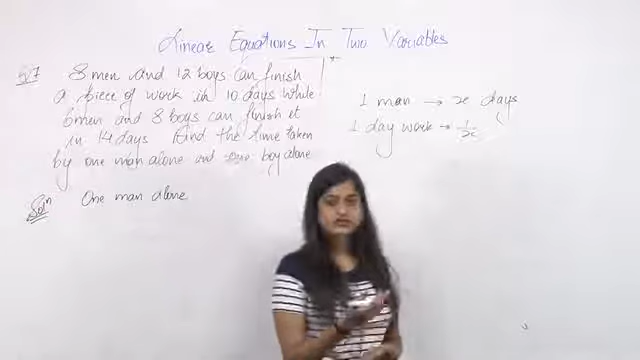 Linear Equations In Two Variables
Q7 8 men and 12 boys can finish
a piece of work in 10 days while
6 men and 8 boys can finish it
in 14 days Find the time taken
by one man alone and one boy alone
1 man → x days
1 day work → 1/x
Soln One man alone